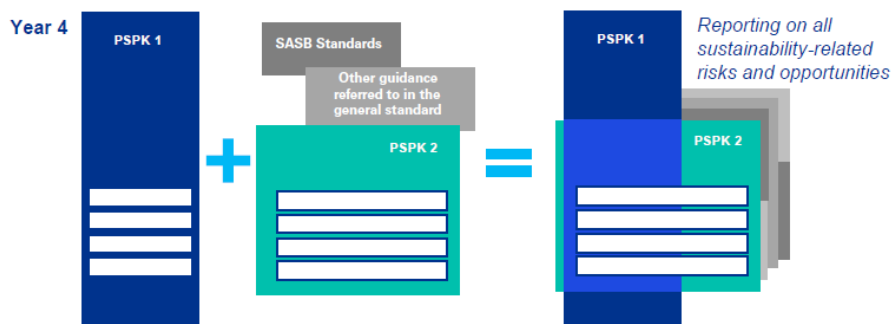 Year 4
PSPK 1
SASB Standards
Other guidance
referred to in the
general standard
PSPK 2
PSPK 1
Reporting on all
sustainability-related
risks and opportunities
PSPK 2